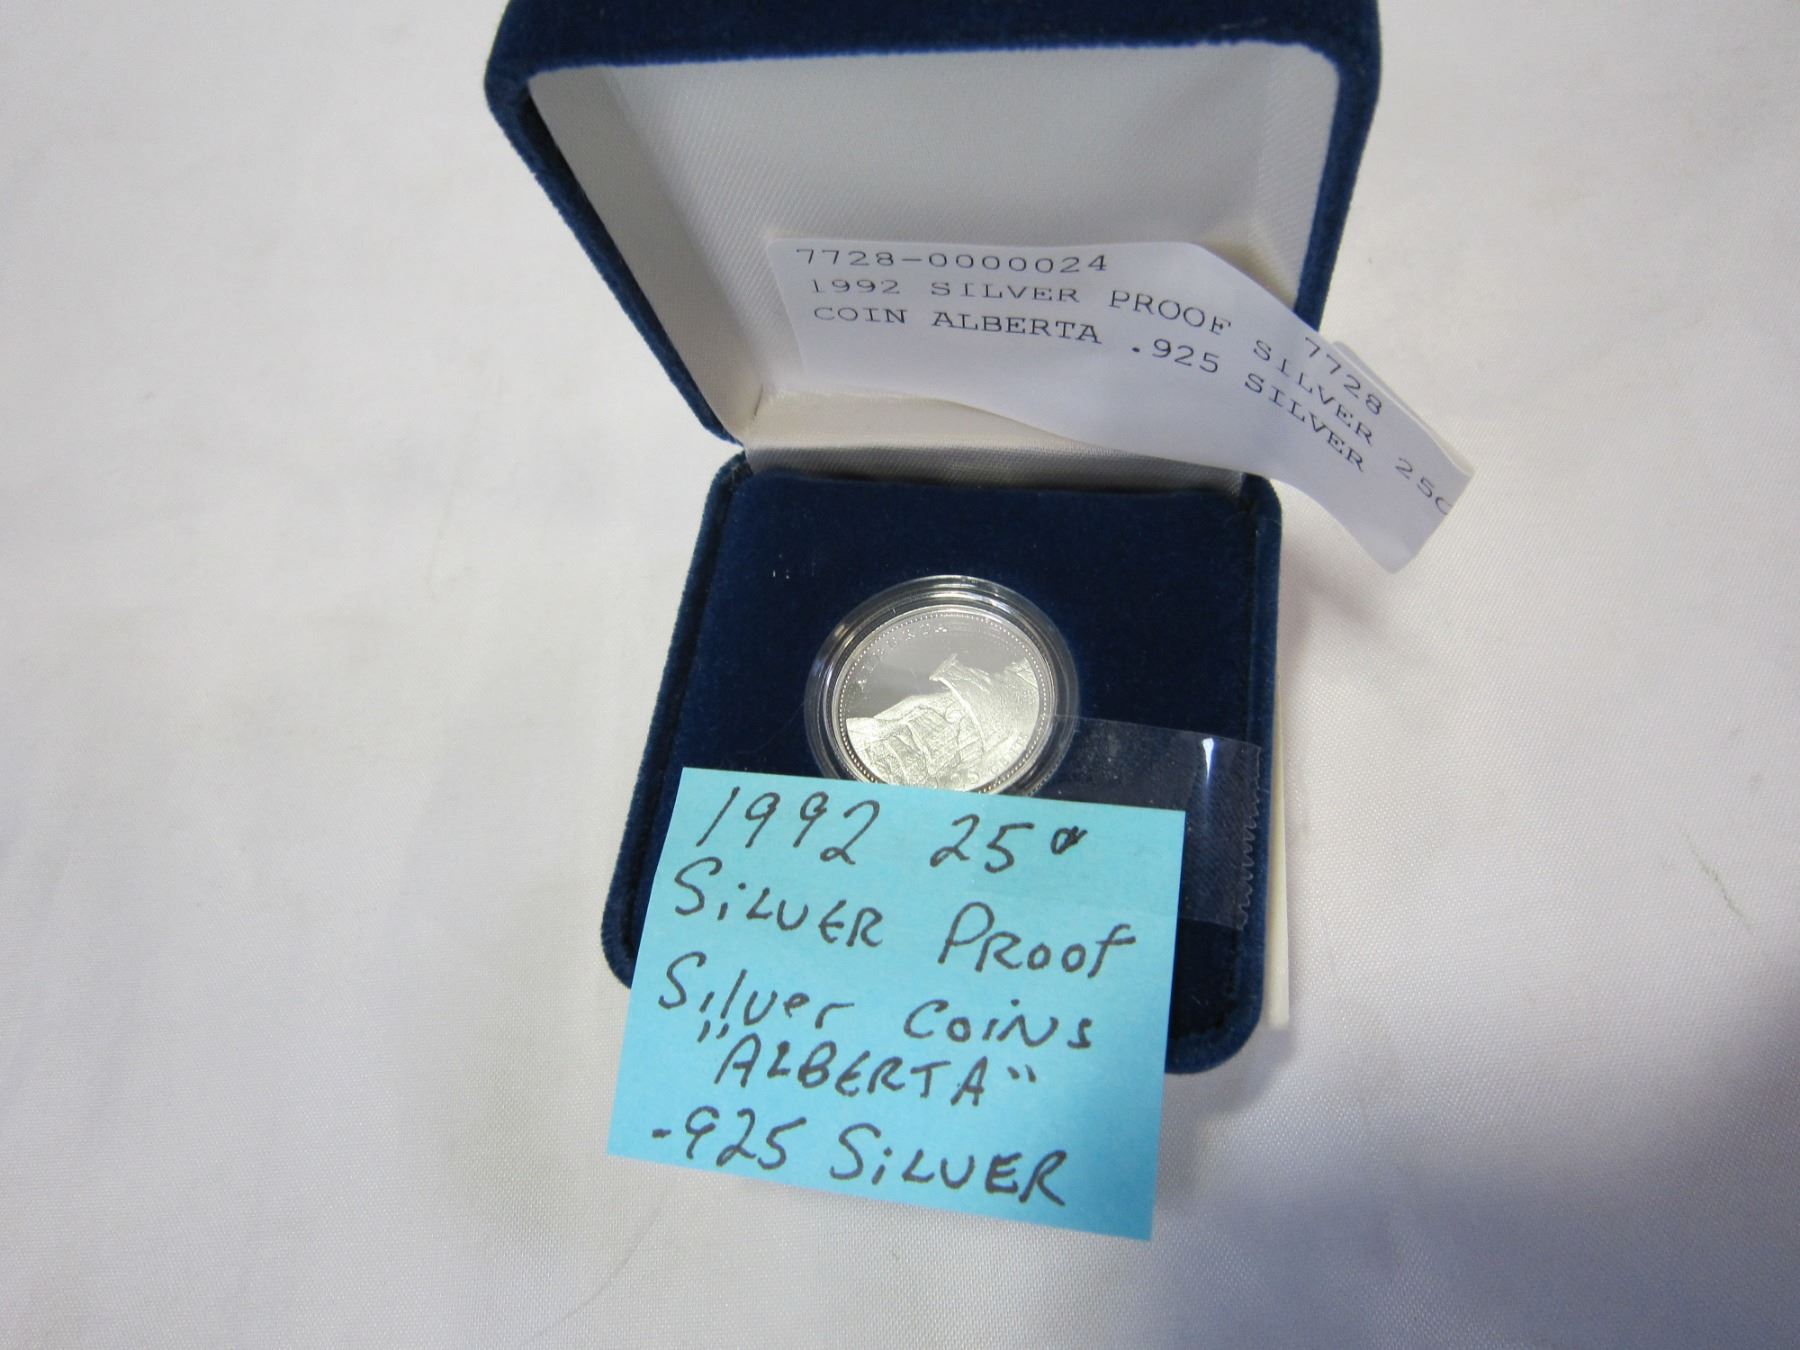 7728-0000024
7728
1992 SILVER PROOF SILVER 25C
COIN ALBERTA .925 SILVER
ALBERTA
1992 25¢
SiLVER PROOf
Silver COiNs
"ALBERTA"
.925 SiLVER